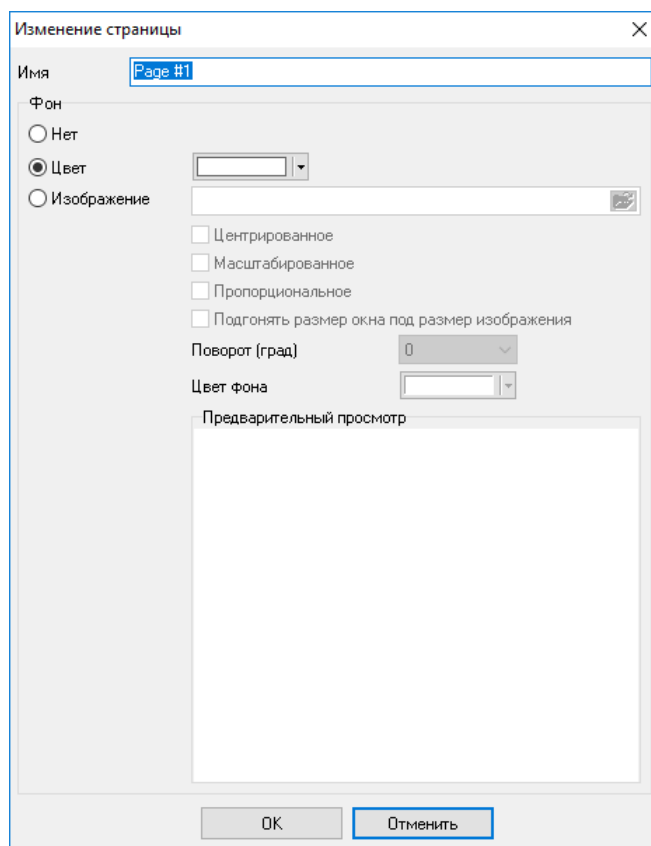 Изменение страницы
Имя Page #1
Фон
Нет
Цвет
Изображение
Центрированное
Масштабированное
Пропорциональное
Подгонять размер окна под размер изображения
Поворот (град) 0
Цвет фона
Предварительный просмотр
OK Отменить